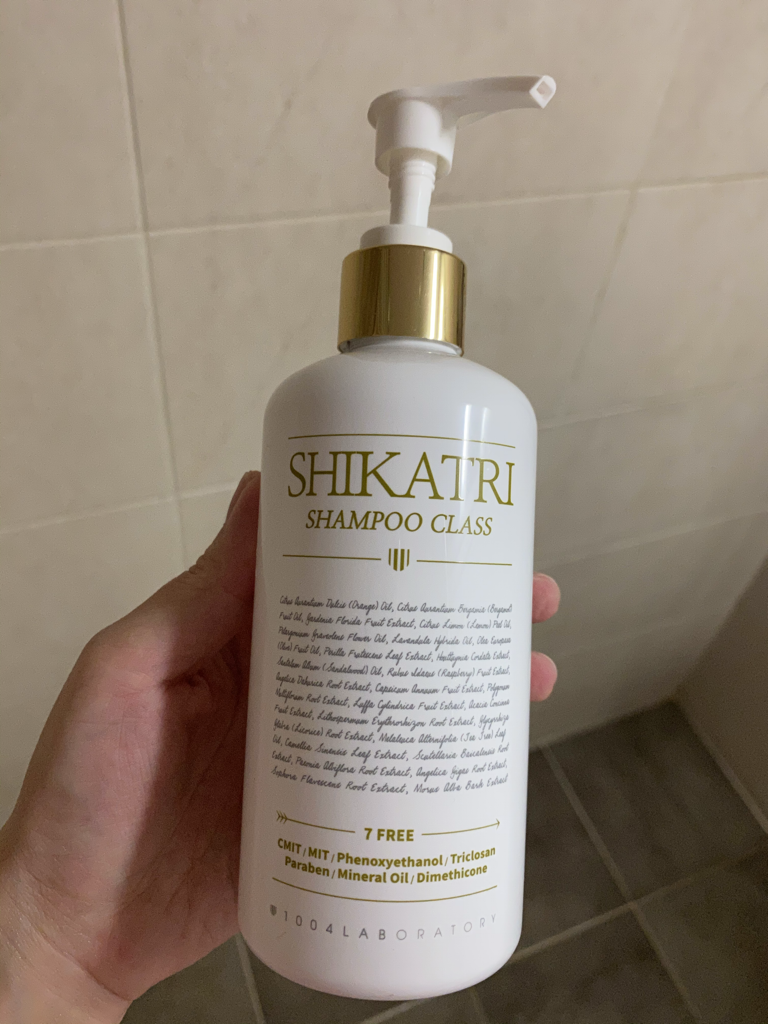 SHIKATRI
SHAMPOO CLASS
Citrus Aurantium Dulcis (Orange) Oil, Citrus Aurantium Bergamia (Bergamot)
Fruit Oil, Gardenia Florida Fruit Extract, Citrus Limon (Lemon) Peel Oil,
Pelargonium Graveolens Flower Oil, Lavandula Hybrida Oil, Olea Europaea
(Olive) Fruit Oil, Perilla Frutescens Leaf Extract, Houttuynia Cordata Extract,
Santalum Album (Sandalwood) Oil, Rubus Idaeus (Raspberry) Fruit Extract,
Angelica Dahurica Root Extract, Capsicum Annuum Fruit Extract, Polygonum
Multiflorum Root Extract, Luffa Cylindrica Fruit Extract, Acacia Concinna
Fruit Extract, Lithospermum Erythrorhizon Root Extract, Glycyrrhiza
Glabra (Licorice) Root Extract, Melaleuca Alternifolia (Tea Tree) Leaf
Oil, Camellia Sinensis Leaf Extract, Scutellaria Baicalensis Root
Extract, Paeonia Albiflora Root Extract, Angelica Gigas Root Extract,
Sophora Flavescens Root Extract, Morus Alba Bark Extract
7 FREE
CMIT / MIT / Phenoxyethanol / Triclosan
Paraben / Mineral Oil / Dimethicone
1004LABORATORY